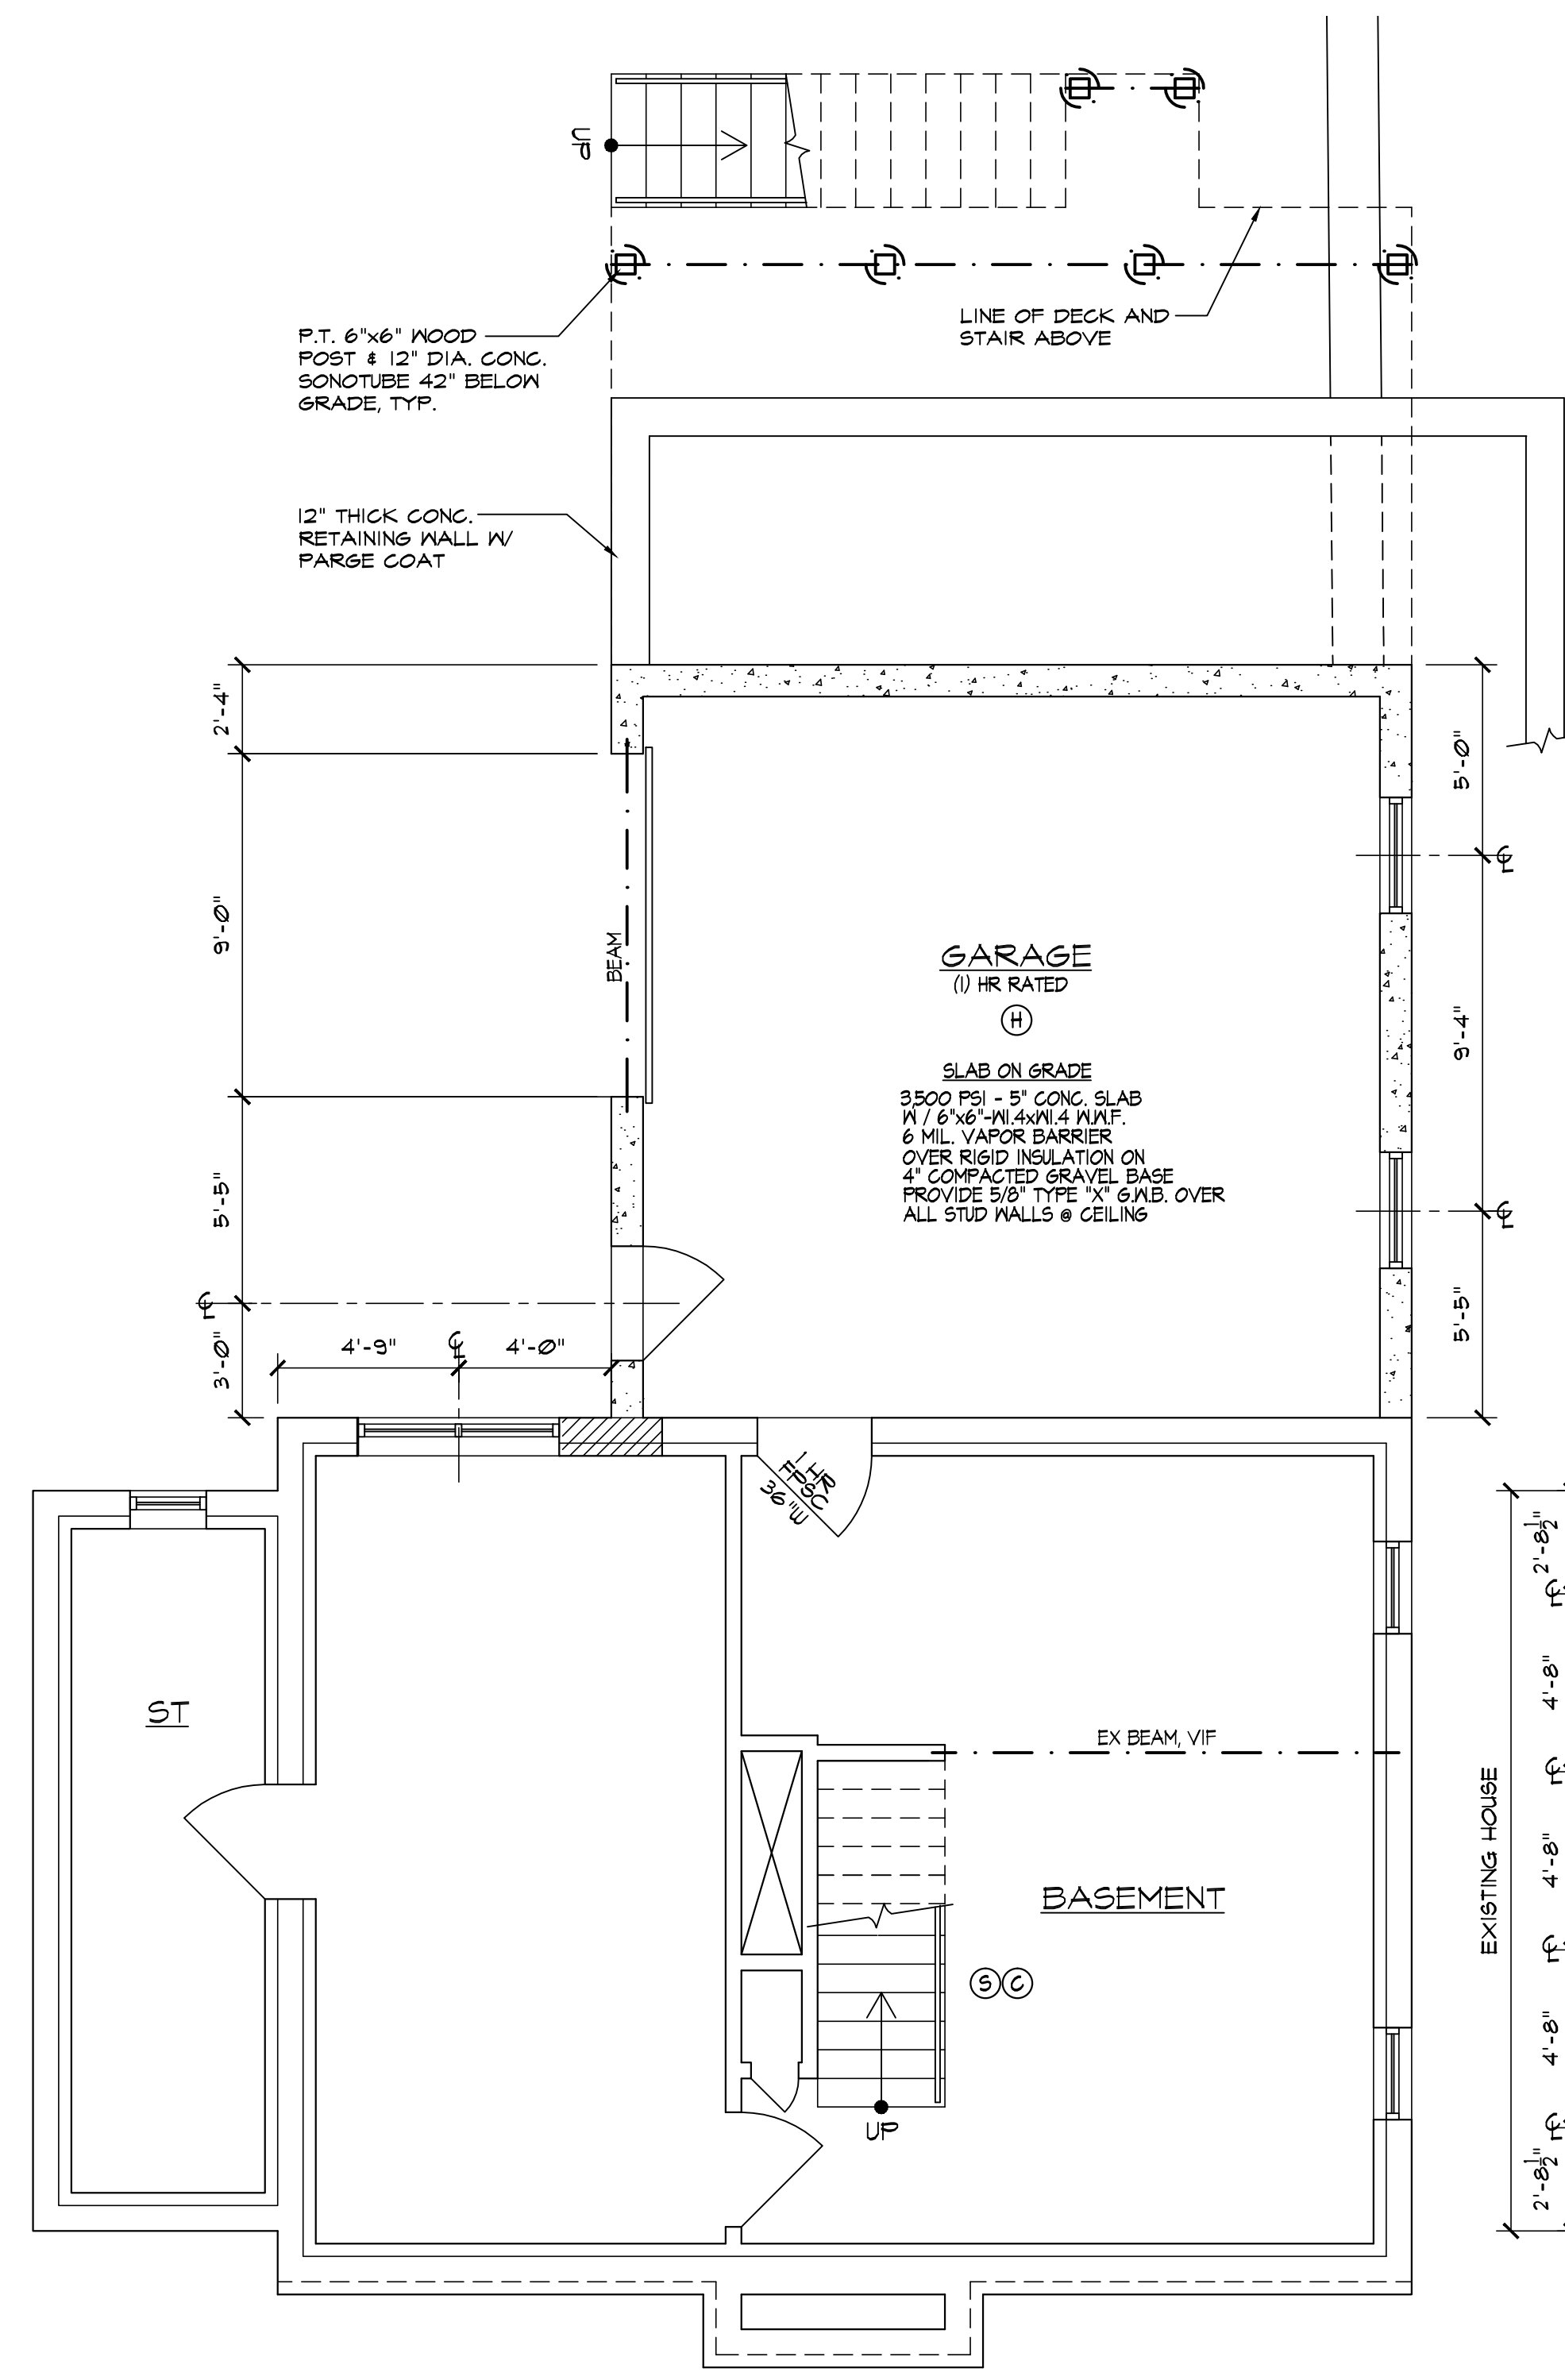 UP
P.T. 6"x6" WOOD
POST & 12" DIA. CONC.
SONOTUBE 42" BELOW
GRADE, TYP.
LINE OF DECK AND
STAIR ABOVE
12" THICK CONC.
RETAINING WALL W/
PARGE COAT
2'-4"
5'-0"
9'-0"
BEAM
GARAGE
(1) HR RATED
H
9'-4"
SLAB ON GRADE
3,500 PSI - 5" CONC. SLAB
W / 6"x6"-W1.4xW1.4 W.W.F.
6 MIL. VAPOR BARRIER
OVER RIGID INSULATION ON
4" COMPACTED GRAVEL BASE
PROVIDE 5/8" TYPE "X" G.W.B. OVER
ALL STUD WALLS @ CEILING
5'-5"
5'-5"
3'-0"
4'-9"
4'-0"
1 HR
FPSC
36"W
2'-8 1/2"
ST
4'-8"
EX BEAM, VIF
EXISTING HOUSE
4'-8"
BASEMENT
S C
4'-8"
UP
2'-8 1/2"